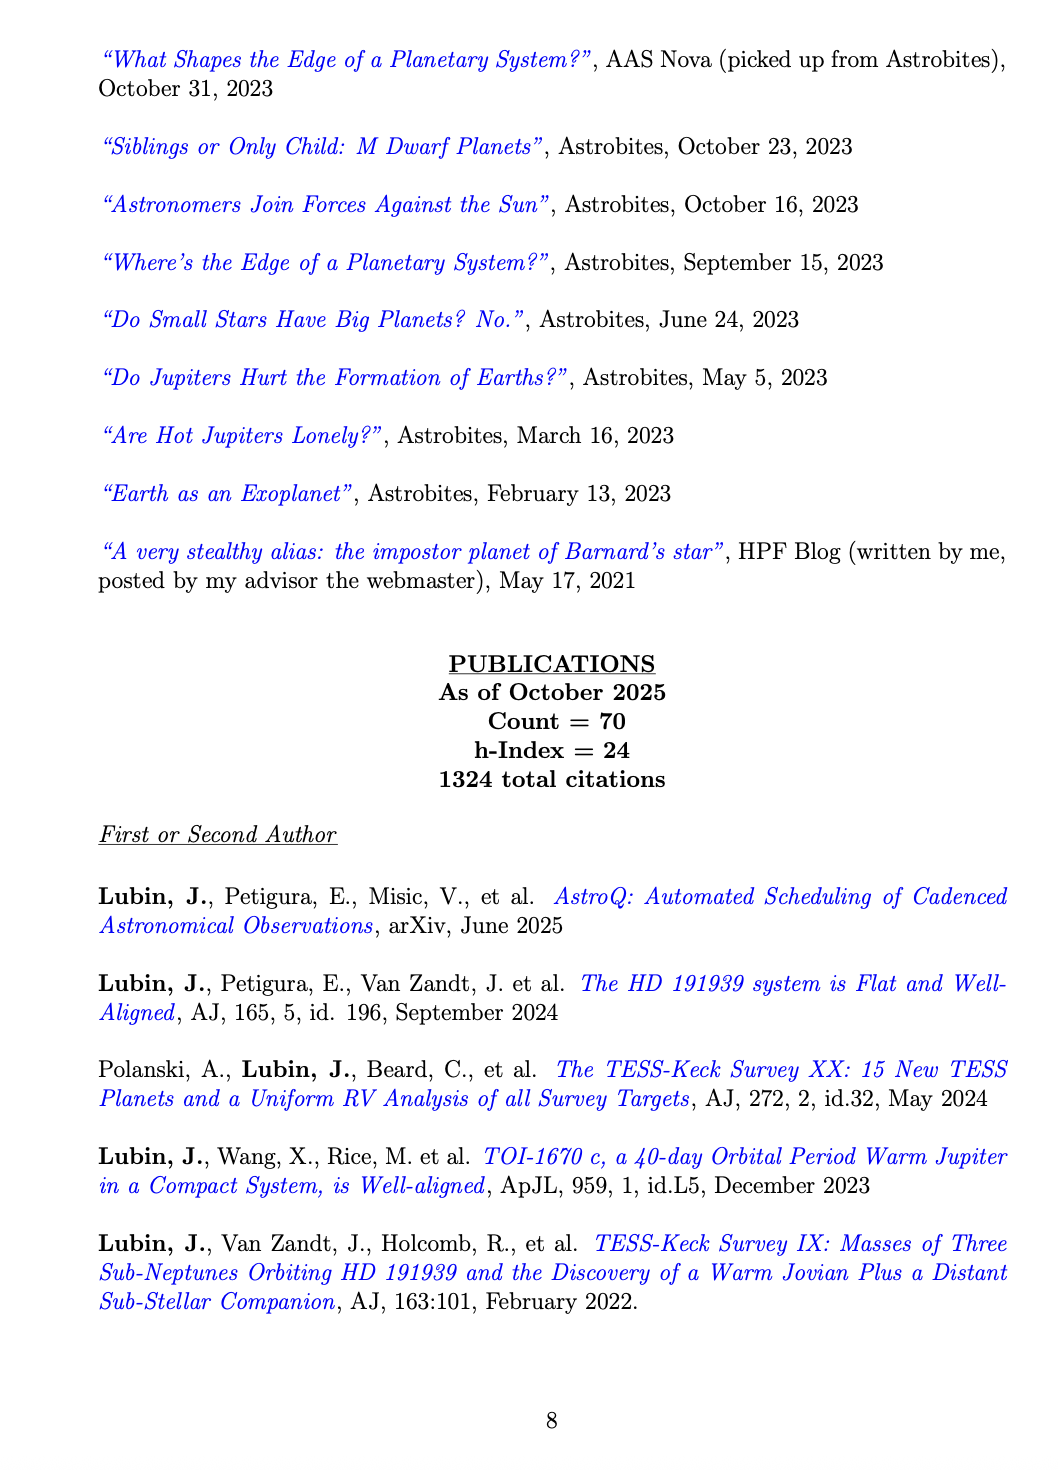 “What Shapes the Edge of a Planetary System?”, AAS Nova (picked up from Astrobites),
October 31, 2023
“Siblings or Only Child: M Dwarf Planets”, Astrobites, October 23, 2023
“Astronomers Join Forces Against the Sun”, Astrobites, October 16, 2023
“Where’s the Edge of a Planetary System?”, Astrobites, September 15, 2023
“Do Small Stars Have Big Planets? No.”, Astrobites, June 24, 2023
“Do Jupiters Hurt the Formation of Earths?”, Astrobites, May 5, 2023
“Are Hot Jupiters Lonely?”, Astrobites, March 16, 2023
“Earth as an Exoplanet”, Astrobites, February 13, 2023
“A very stealthy alias: the impostor planet of Barnard’s star”, HPF Blog (written by me,
posted by my advisor the webmaster), May 17, 2021
PUBLICATIONS
As of October 2025
Count = 70
h-Index = 24
1324 total citations
First or Second Author
Lubin, J., Petigura, E., Misic, V., et al. AstroQ: Automated Scheduling of Cadenced
Astronomical Observations, arXiv, June 2025
Lubin, J., Petigura, E., Van Zandt, J. et al. The HD 191939 system is Flat and Well-
Aligned, AJ, 165, 5, id. 196, September 2024
Polanski, A., Lubin, J., Beard, C., et al. The TESS-Keck Survey XX: 15 New TESS
Planets and a Uniform RV Analysis of all Survey Targets, AJ, 272, 2, id.32, May 2024
Lubin, J., Wang, X., Rice, M. et al. TOI-1670 c, a 40-day Orbital Period Warm Jupiter
in a Compact System, is Well-aligned, ApJL, 959, 1, id.L5, December 2023
Lubin, J., Van Zandt, J., Holcomb, R., et al. TESS-Keck Survey IX: Masses of Three
Sub-Neptunes Orbiting HD 191939 and the Discovery of a Warm Jovian Plus a Distant
Sub-Stellar Companion, AJ, 163:101, February 2022.
8